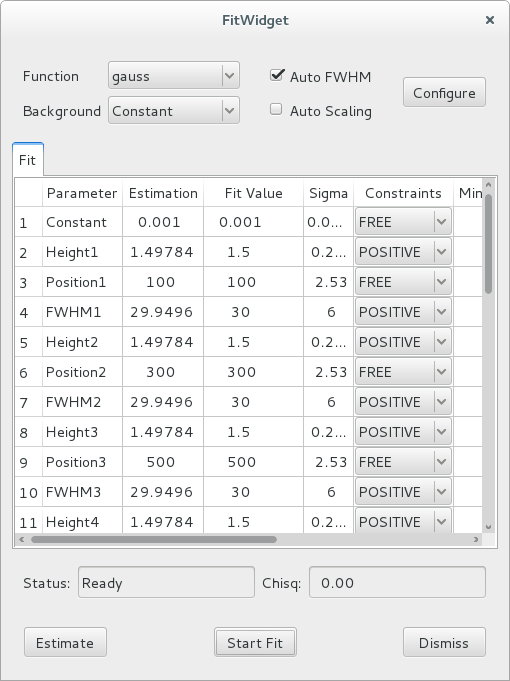 FitWidget
Function gauss Auto FWHM
Configure
Background Constant Auto Scaling
Fit
Parameter Estimation Fit Value Sigma Constraints Min
1 Constant 0.001 0.001 0.0... FREE
2 Height1 1.49784 1.5 0.2... POSITIVE
3 Position1 100 100 2.53 FREE
4 FWHM1 29.9496 30 6 POSITIVE
5 Height2 1.49784 1.5 0.2... POSITIVE
6 Position2 300 300 2.53 FREE
7 FWHM2 29.9496 30 6 POSITIVE
8 Height3 1.49784 1.5 0.2... POSITIVE
9 Position3 500 500 2.53 FREE
10 FWHM3 29.9496 30 6 POSITIVE
11 Height4 1.49784 1.5 0.2... POSITIVE
Status: Ready Chisq: 0.00
Estimate Start Fit Dismiss